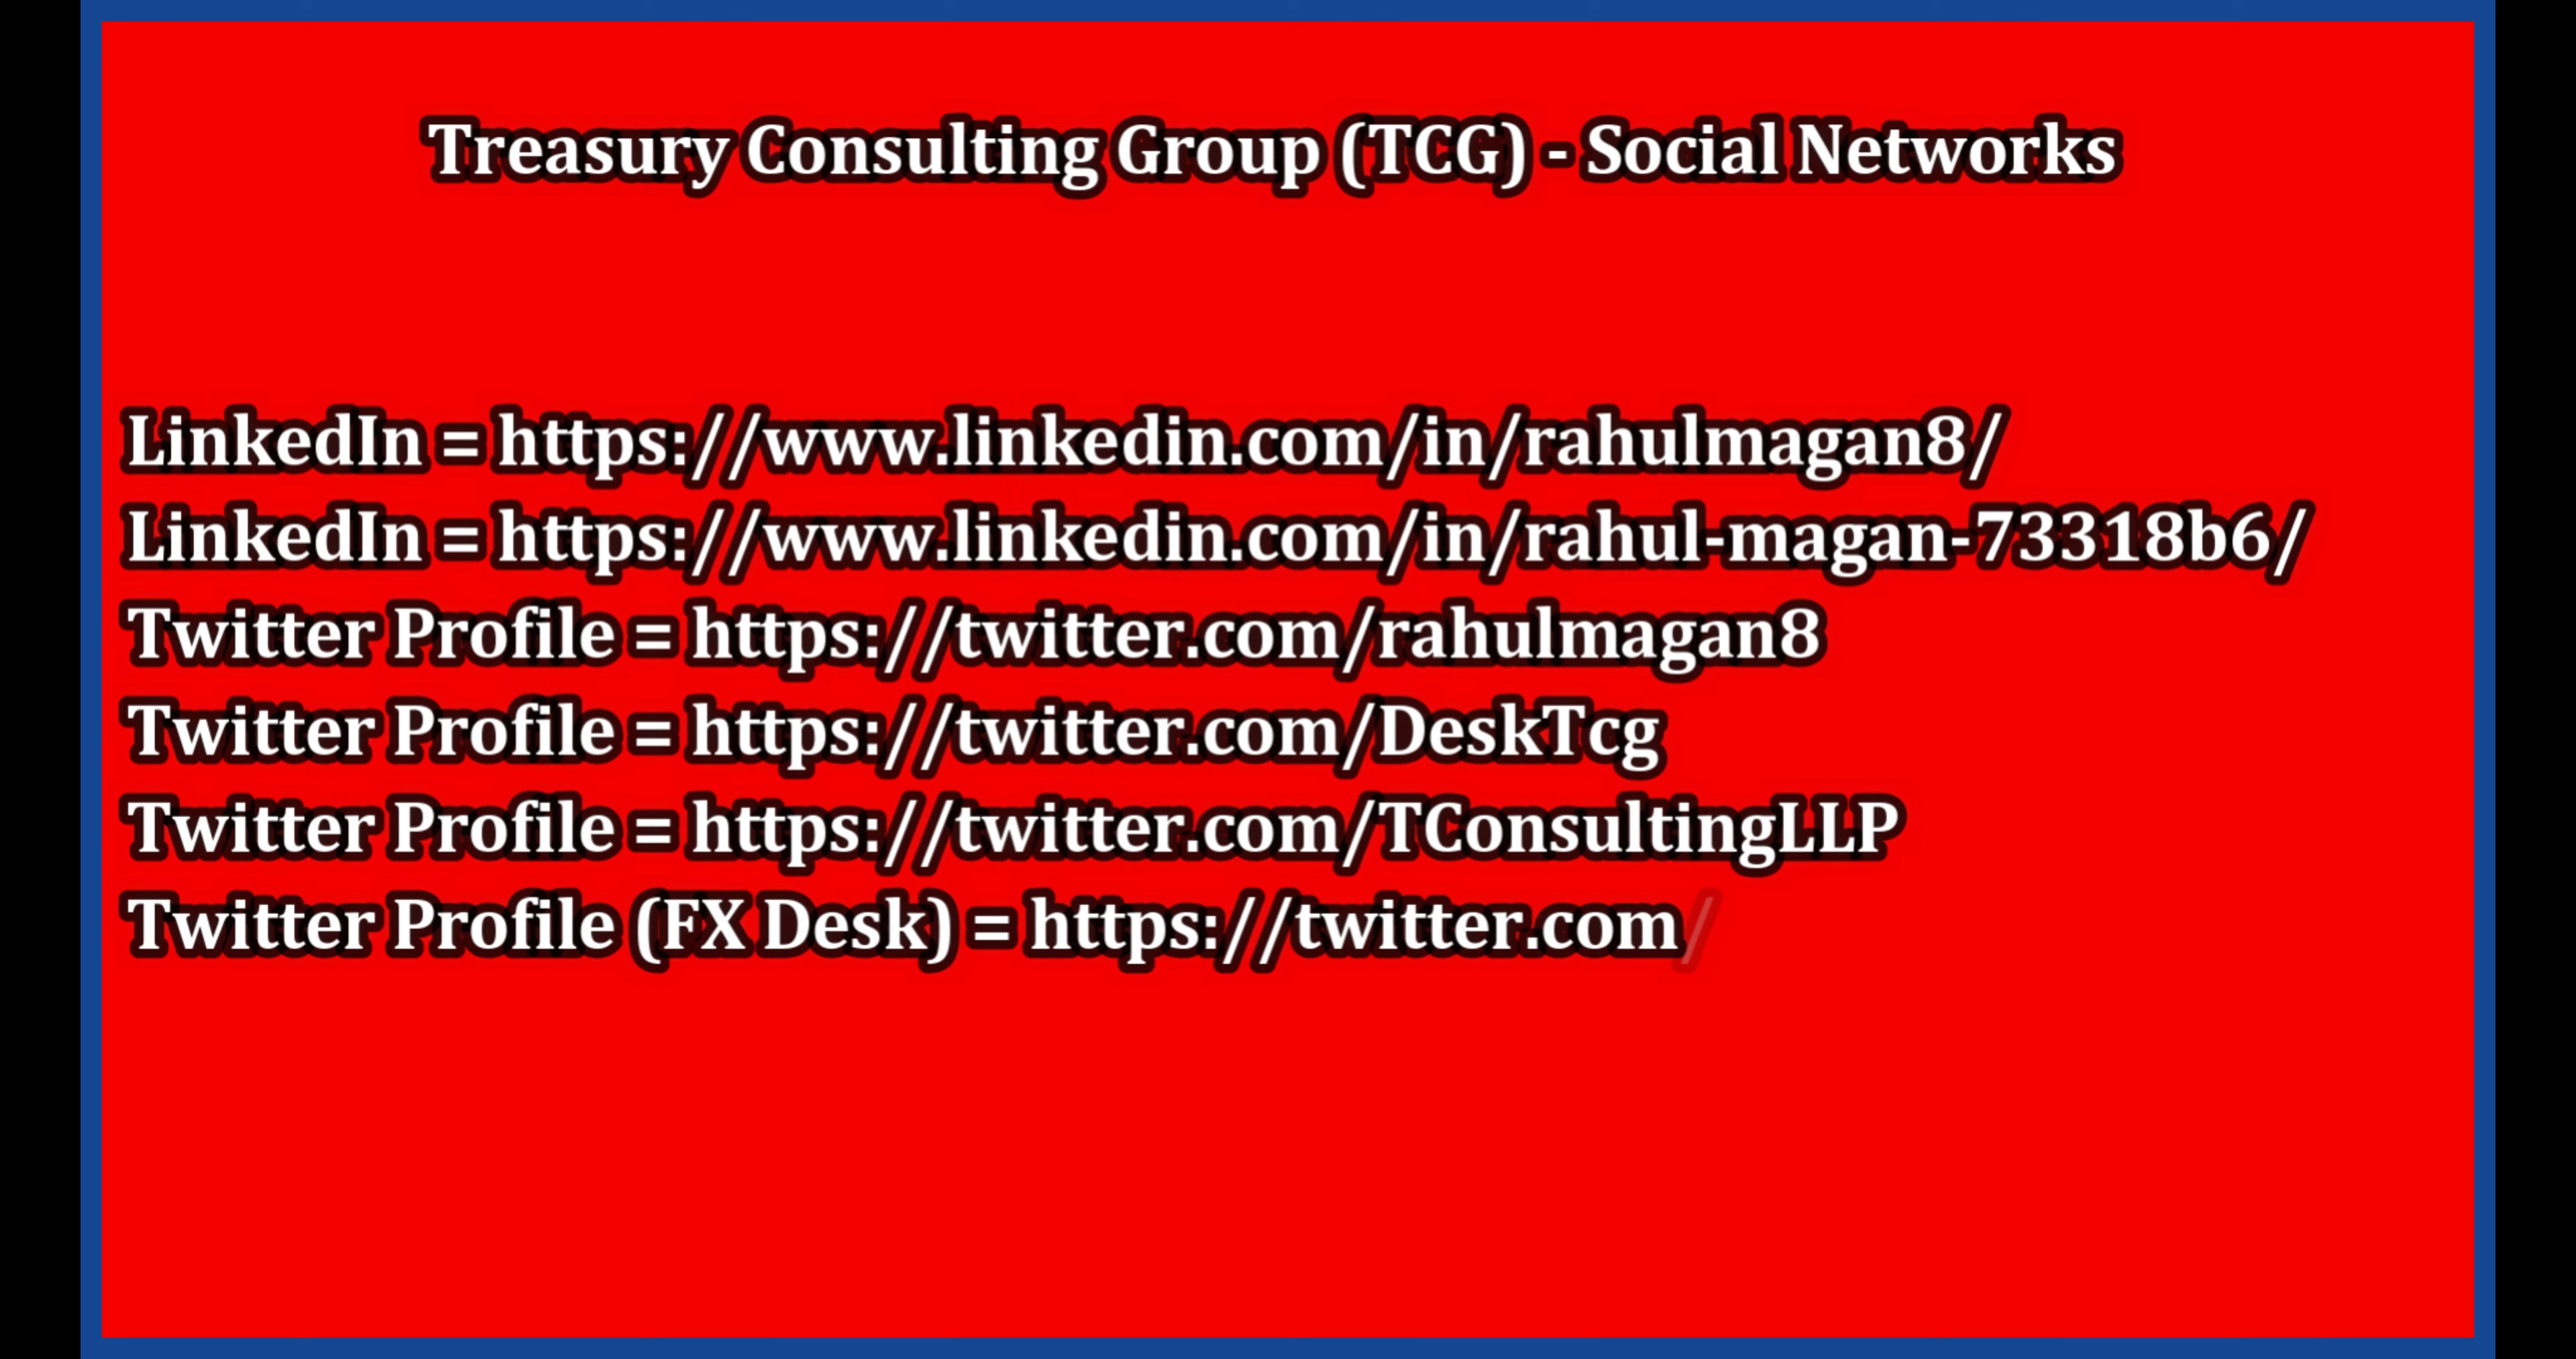 Treasury Consulting Group (TCG) - Social Networks
LinkedIn = https://www.linkedin.com/in/rahulmagan8/
LinkedIn = https://www.linkedin.com/in/rahul-magan-73318b6/
Twitter Profile = https://twitter.com/rahulmagan8
Twitter Profile = https://twitter.com/DeskTcg
Twitter Profile = https://twitter.com/TConsultingLLP
Twitter Profile (FX Desk) = https://twitter.com/